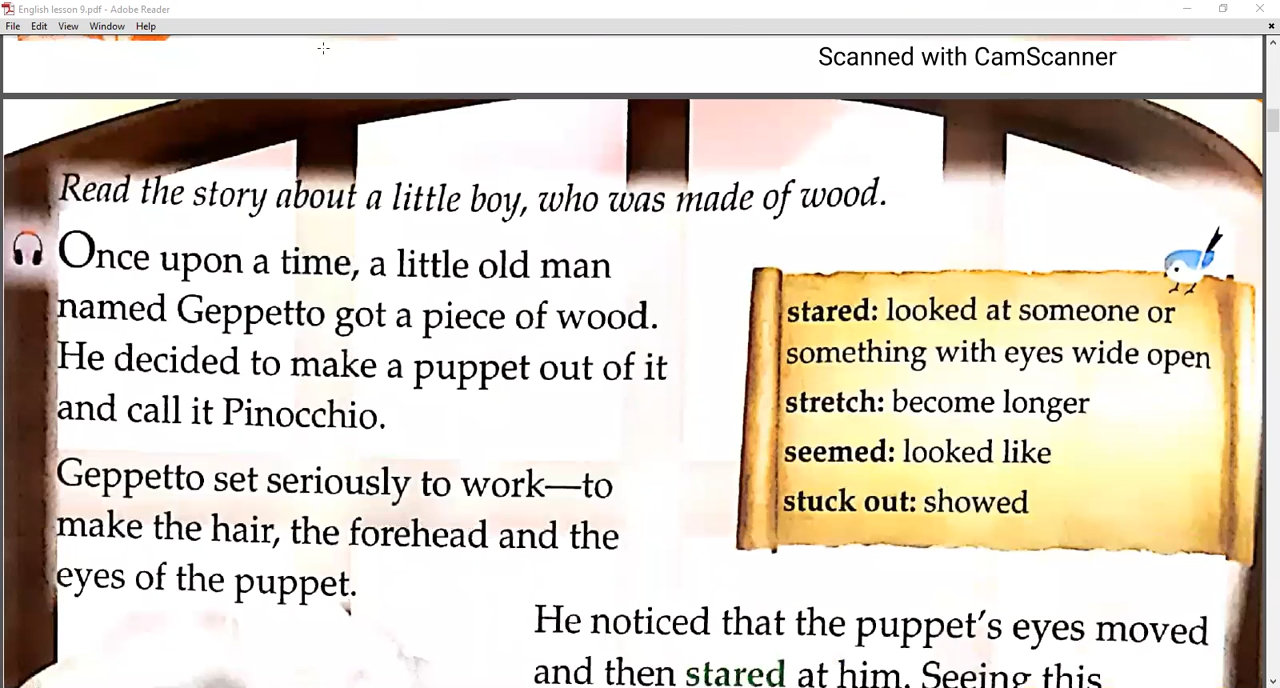 English lesson 9.pdf - Adobe Reader
File Edit View Window Help
Scanned with CamScanner
Read the story about a little boy, who was made of wood.
Once upon a time, a little old man
named Geppetto got a piece of wood.
He decided to make a puppet out of it
and call it Pinocchio.
Geppetto set seriously to work—to
make the hair, the forehead and the
eyes of the puppet.
stared: looked at someone or
something with eyes wide open
stretch: become longer
seemed: looked like
stuck out: showed
He noticed that the puppet's eyes moved
and then stared at him. Seeing this